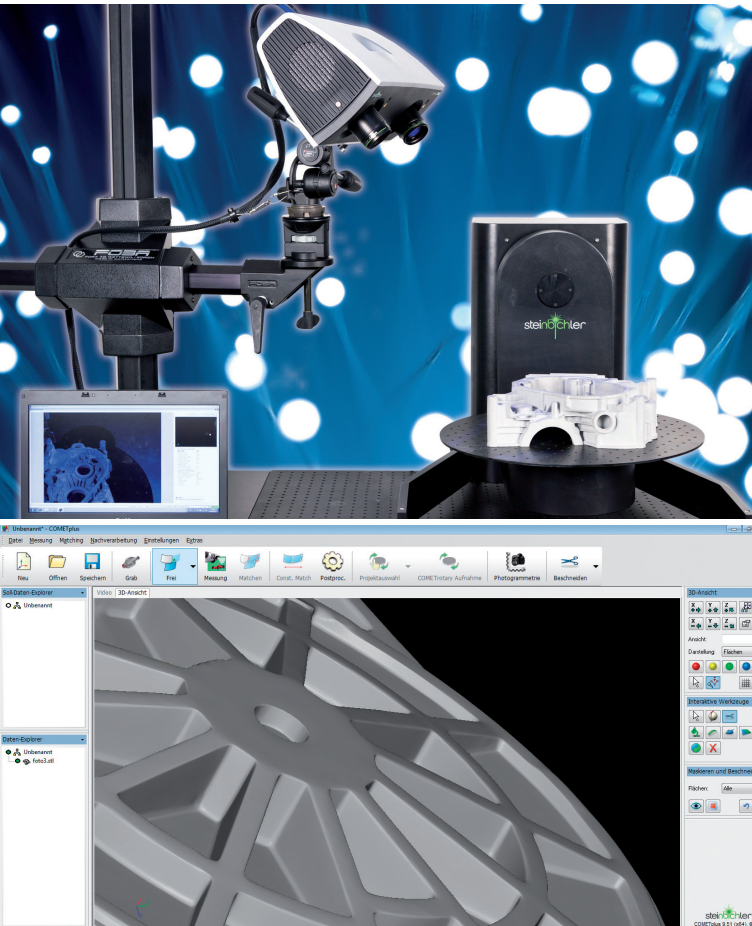 FOBA
FOBA
steinbichler
Unbenannt* - COMETplus
Datei Messung Matching Nachverarbeitung Einstellungen Extras
Neu Öffnen Speichern Grab Frei Messung Matchen Const. Match Postproc. Projektauswahl COMETrotary Aufnahme Photogrammetrie Beschneiden
Soll-Daten-Explorer
Unbenannt
Daten-Explorer
Unbenannt
foto3.stl
Video 3D-Ansicht
3D-Ansicht
X Y Z
X Y Z
Ansicht:
Darstellung: Flächen
Interaktive Werkzeuge
Maskieren und Beschnei
Flächen: Alle
steinbichler
COMETplus 9.51 (x64),